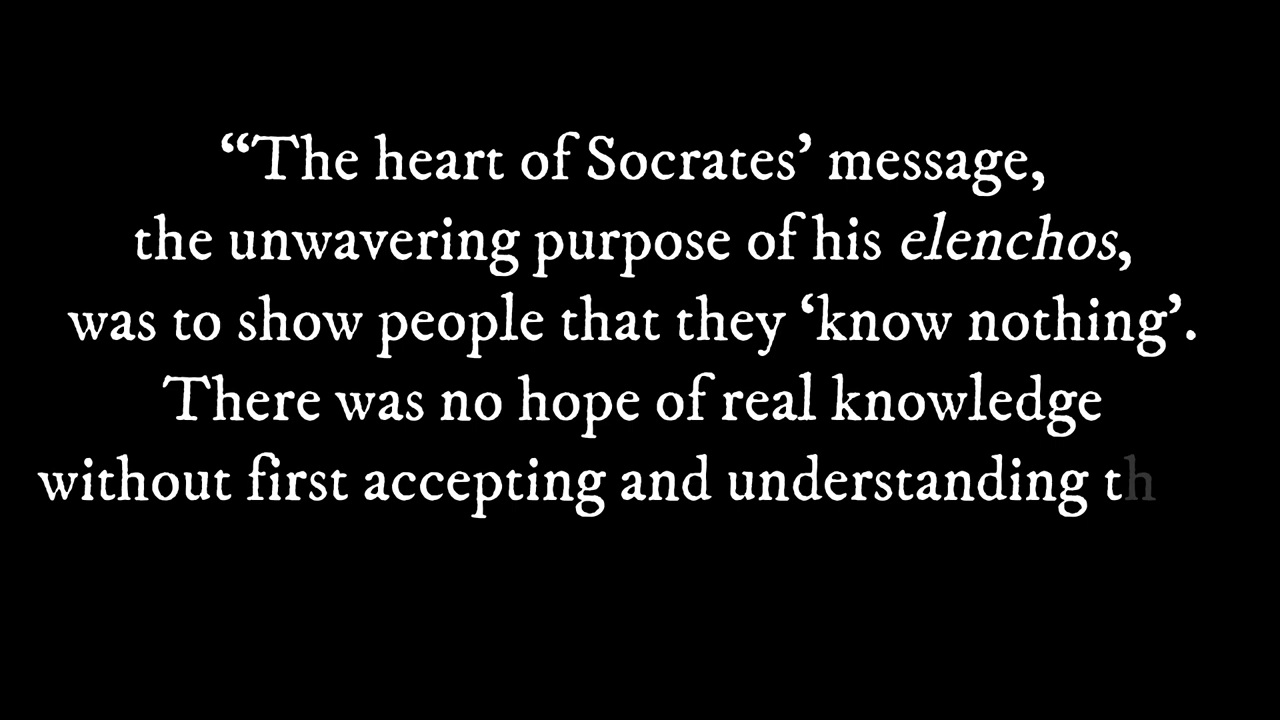 “The heart of Socrates’ message,
the unwavering purpose of his elenchos,
was to show people that they ‘know nothing’.
There was no hope of real knowledge
without first accepting and understanding th